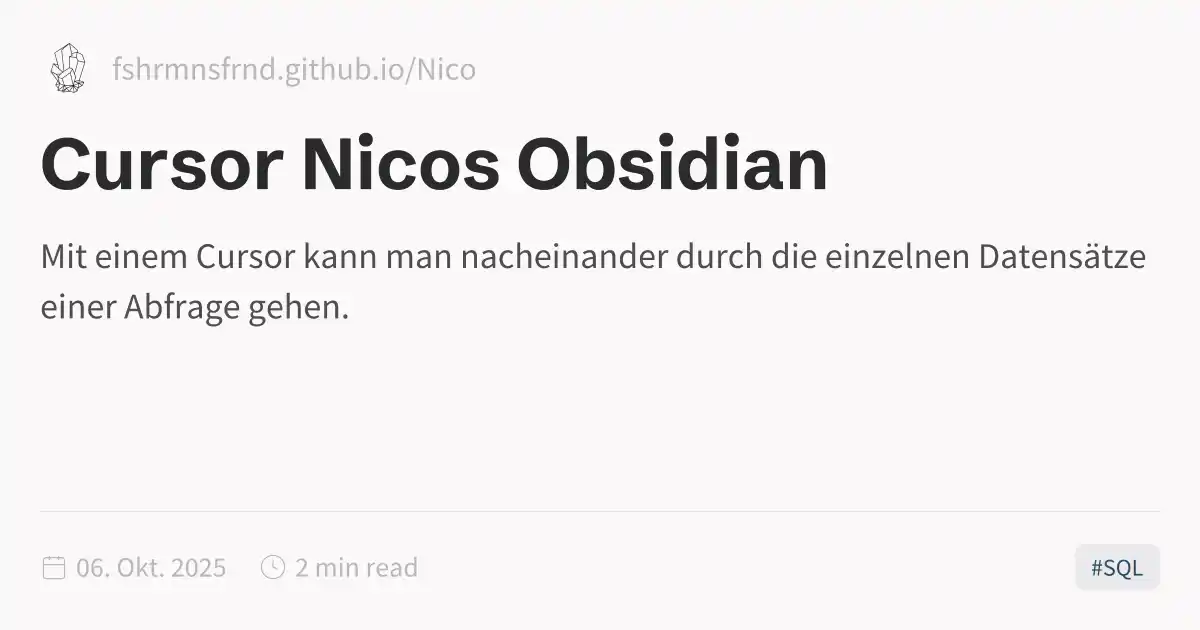 fshrmnsfrnd.github.io/Nico
Cursor Nicos Obsidian
Mit einem Cursor kann man nacheinander durch die einzelnen Datensätze
einer Abfrage gehen.
06. Okt. 2025 2 min read #SQL